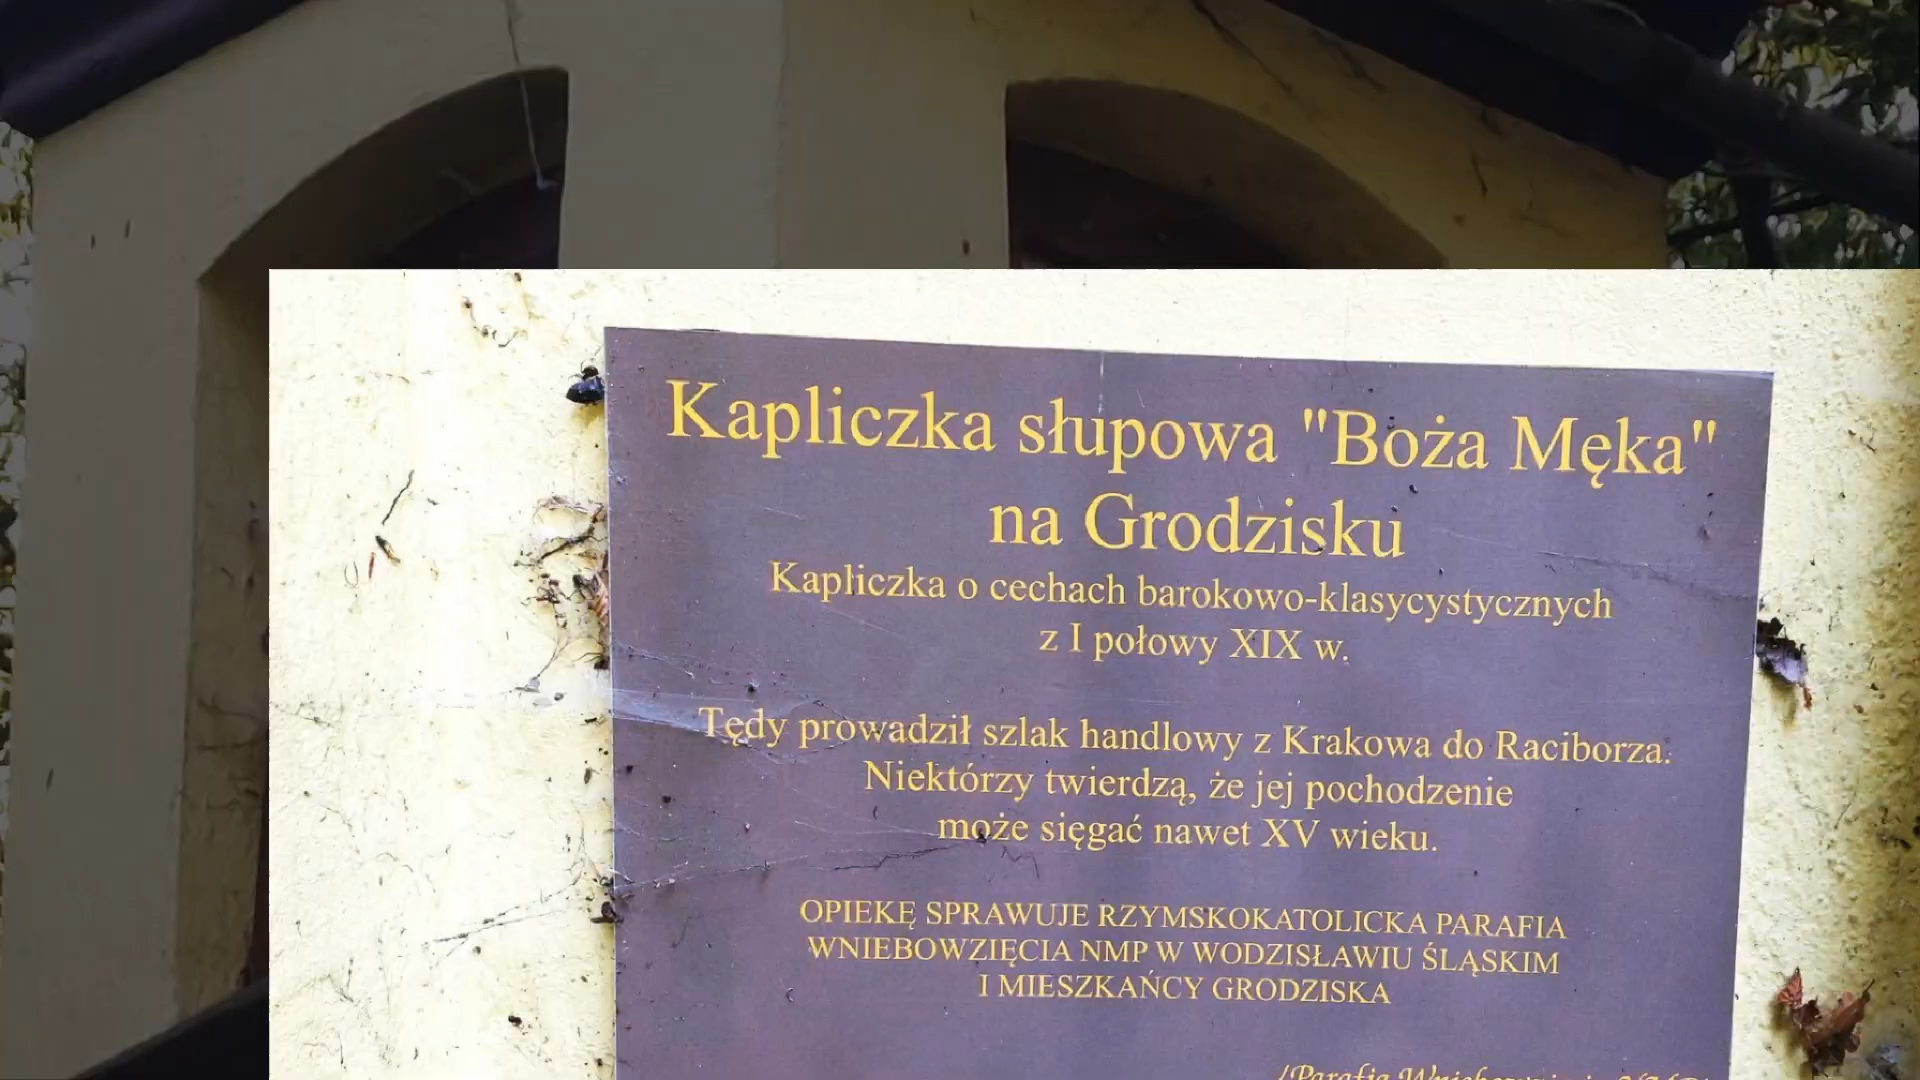 Kapliczka słupowa "Boża Męka"
na Grodzisku
Kapliczka o cechach barokowo-klasycystycznych
z I połowy XIX w.
Tędy prowadził szlak handlowy z Krakowa do Raciborza.
Niektórzy twierdzą, że jej pochodzenie
może sięgać nawet XV wieku.
OPIEKĘ SPRAWUJE RZYMSKOKATOLICKA PARAFIA
WNIEBOWZIĘCIA NMP W WODZISŁAWIU ŚLĄSKIM
I MIESZKAŃCY GRODZISKA
/Parafia